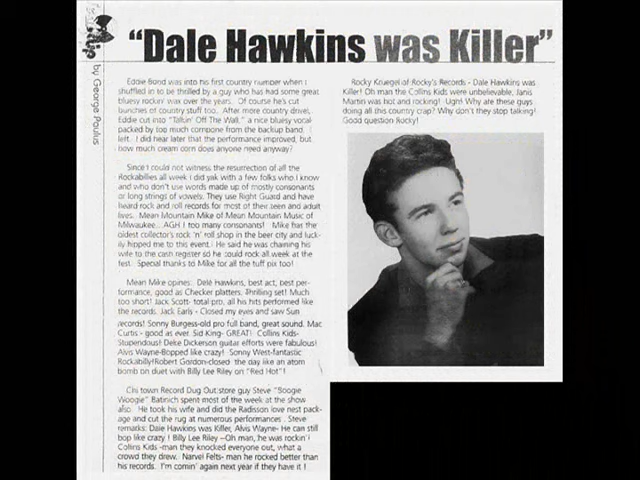 Rip
by George Paulus
"Dale Hawkins was Killer"
Eddie Bond was into his first country number when I
shuffled in to be thrilled by a guy who has had some great
bluesy rockin' wax over the years. Of course he's cut
bunches of country stuff too. After more country drivel,
Eddie cut into "Talkin' Off The Wall," a nice bluesy vocal
packed by too much compone from the backup band. I
left. I did hear later that the performance improved, but
how much cream corn does anyone need anyway?
Since I could not witness the resurrection of all the
Rockabillies all week I did yak with a few folks who I know
and who don't use words made up of mostly consonants
or long strings of vowels. They use Right Guard and have
heard rock and roll records for most of their teen and adult
lives. Mean Mountain Mike of Mean Mountain Music of
Milwaukee...AGH I too many consonants! Mike has the
oldest collector's rock 'n' roll shop in the beer city and luck-
ily hipped me to this event. He said he was chaining his
wife to the cash register so he could rock all week at the
fest. Special thanks to Mike for all the tuff pix too!
Mean Mike opines: Dale Hawkins, best act, best per-
formance, good as Checker platters. Thrilling set! Much
too short! Jack Scott- total pro, all his hits performed like
the records. Jack Earls - Closed my eyes and saw Sun
records! Sonny Burgess-old pro full band, great sound. Mac
Curtis - good as ever. Sid King- GREAT! Collins Kids-
Stupendous! Deke Dickerson guitar efforts were fabulous!
Alvis Wayne-Bopped like crazy! Sonny West-fantastic
Rockabilly!Robert Gordon-closed the day like an atom
bomb on duet with Billy Lee Riley on "Red Hot"!
Chi town Record Dug Out store guy Steve "Boogie
Woogie" Batinich spent most of the week at the show
also. He took his wife and did the Radisson love nest pack-
age and cut the rug at numerous performances. Steve
remarks: Dale Hawkins was Killer, Alvis Wayne- He can still
bop like crazy ! Billy Lee Riley -Oh man, he was rockin'!
Collins Kids -man they knocked everyone out, what a
crowd they drew. Narvel Felts- man he rocked better than
his records. I'm comin' again next year if they have it !
Rocky Kruegel of Rocky's Records - Dale Hawkins was
Killer! Oh man the Collins Kids were unbelievable, Janis
Martin was hot and rocking! Ugh! Why are these guys
doing all this country crap? Why don't they stop talking!
Good question Rocky!